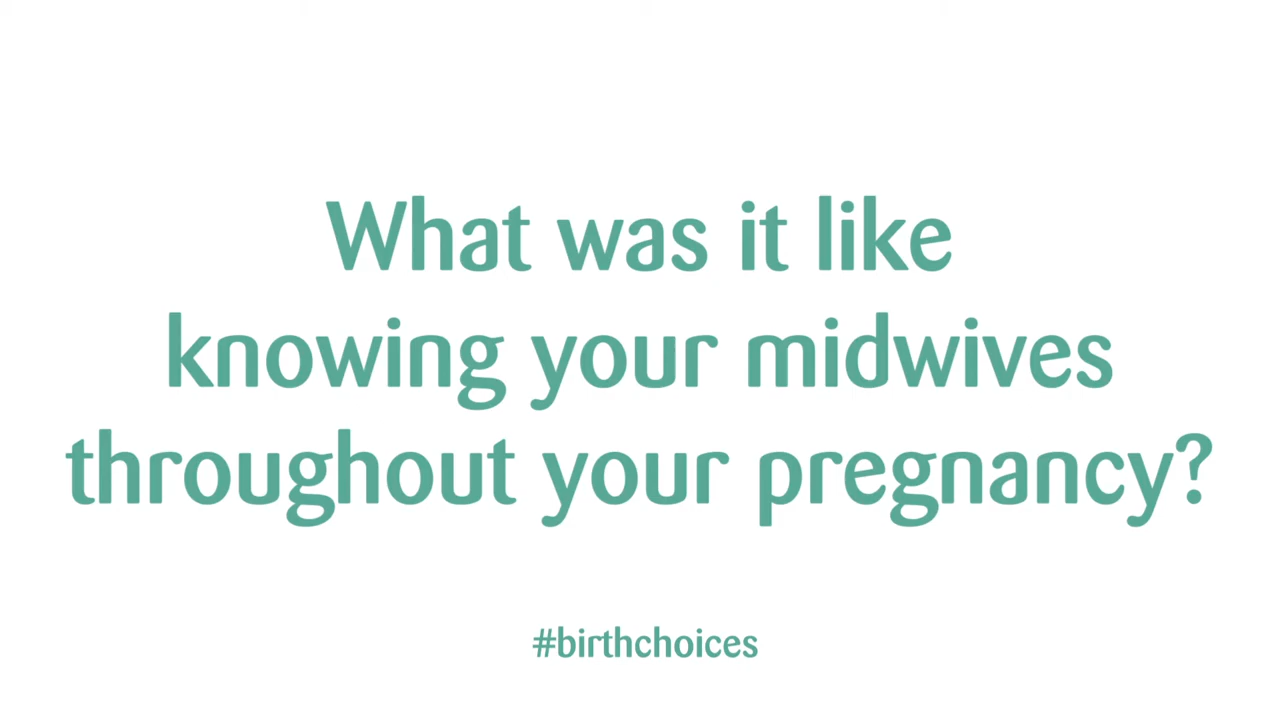 What was it like
knowing your midwives
throughout your pregnancy?
#birthchoices